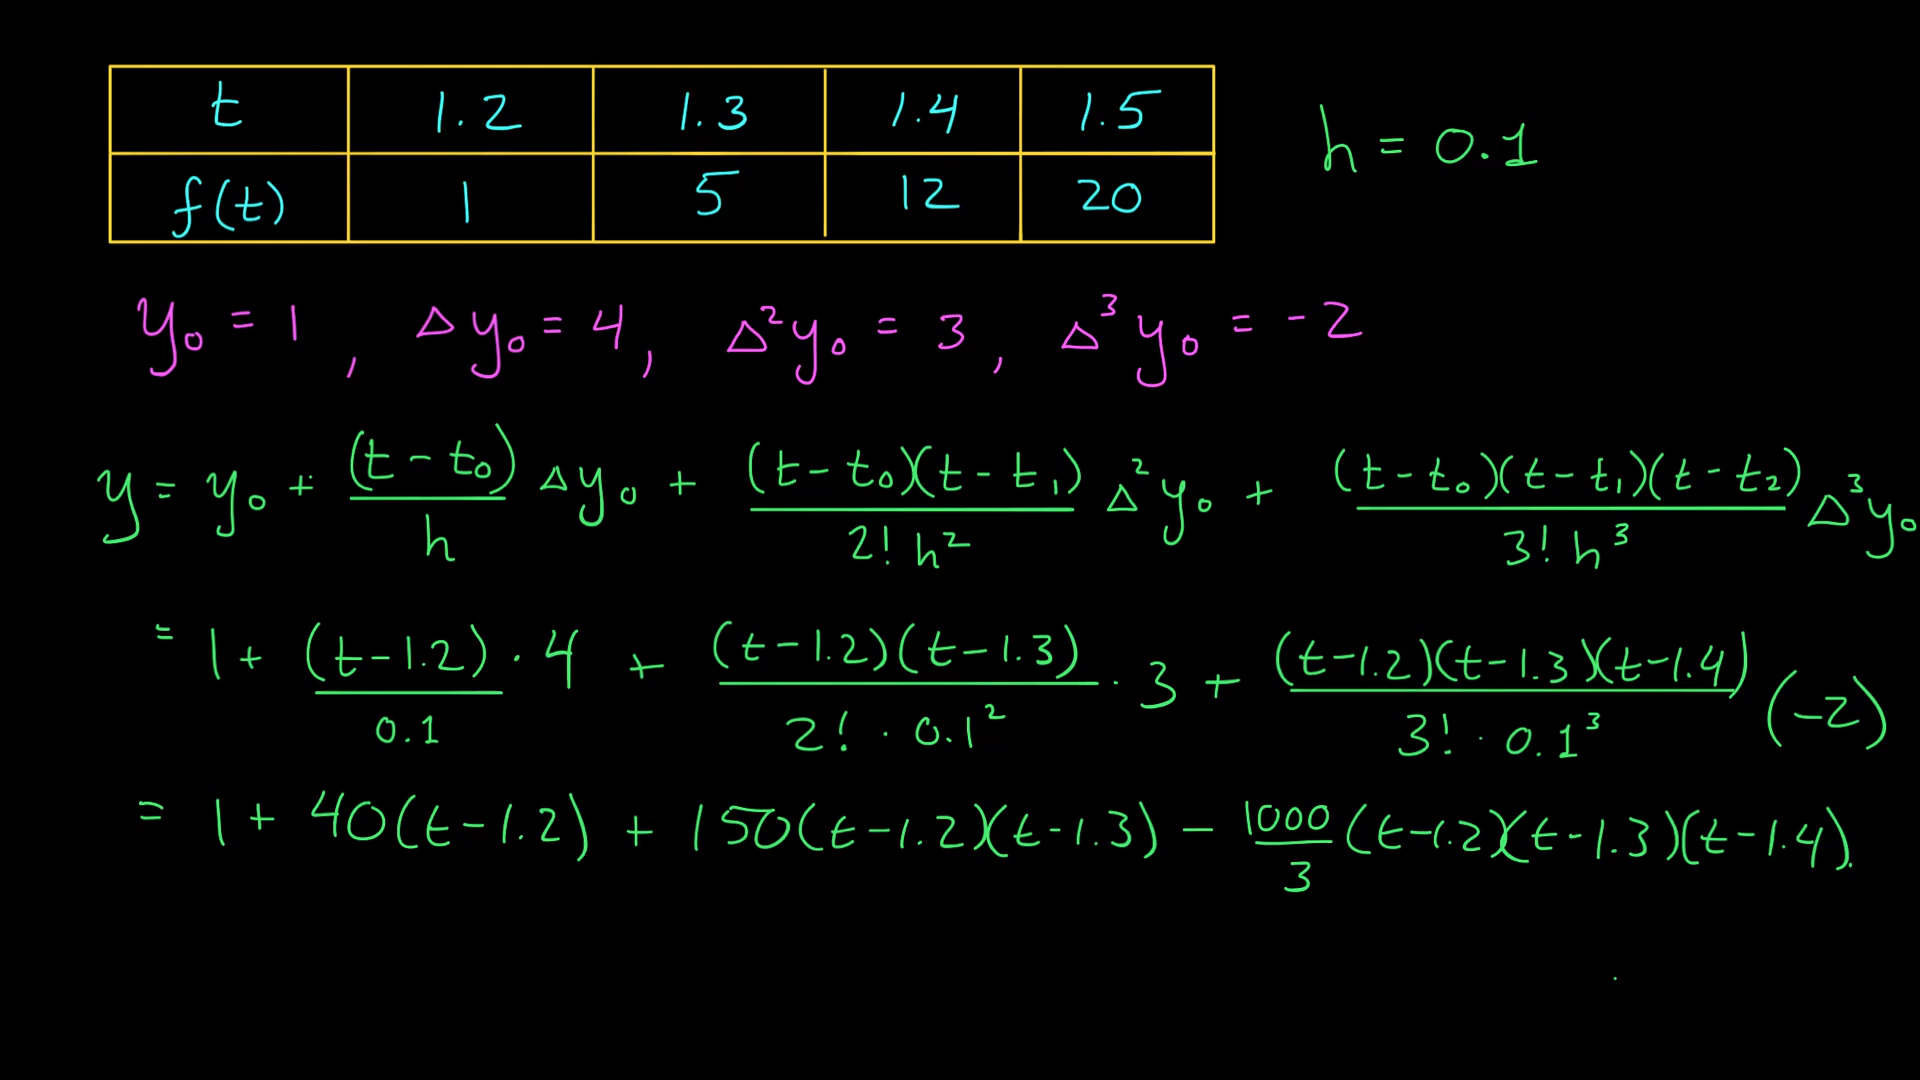 t 1.2 1.3 1.4 1.5
f(t) 1 5 12 20
h = 0.1
y₀ = 1, Δy₀ = 4, Δ²y₀ = 3, Δ³y₀ = -2
y = y₀ + (t - t₀)/h Δy₀ + (t - t₀)(t - t₁)/2! h² Δ²y₀ + (t - t₀)(t - t₁)(t - t₂)/3! h³ Δ³y₀
= 1 + (t - 1.2)/0.1 · 4 + (t - 1.2)(t - 1.3)/2! · 0.1² · 3 + (t - 1.2)(t - 1.3)(t - 1.4)/3! · 0.1³ (-2)
= 1 + 40(t - 1.2) + 150(t - 1.2)(t - 1.3) - 1000/3 (t - 1.2)(t - 1.3)(t - 1.4).